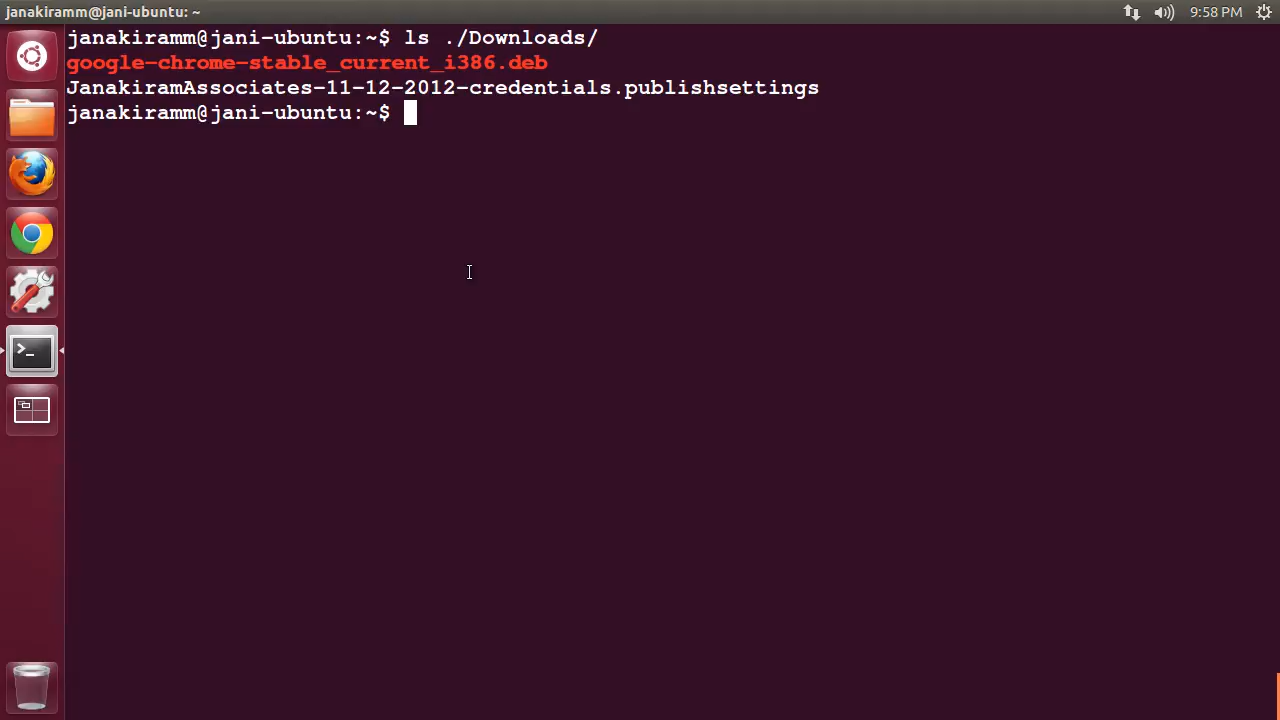 janakiramm@jani-ubuntu: ~
9:58 PM
janakiramm@jani-ubuntu:~$ ls ./Downloads/
google-chrome-stable_current_i386.deb
JanakiramAssociates-11-12-2012-credentials.publishsettings
janakiramm@jani-ubuntu:~$
>_